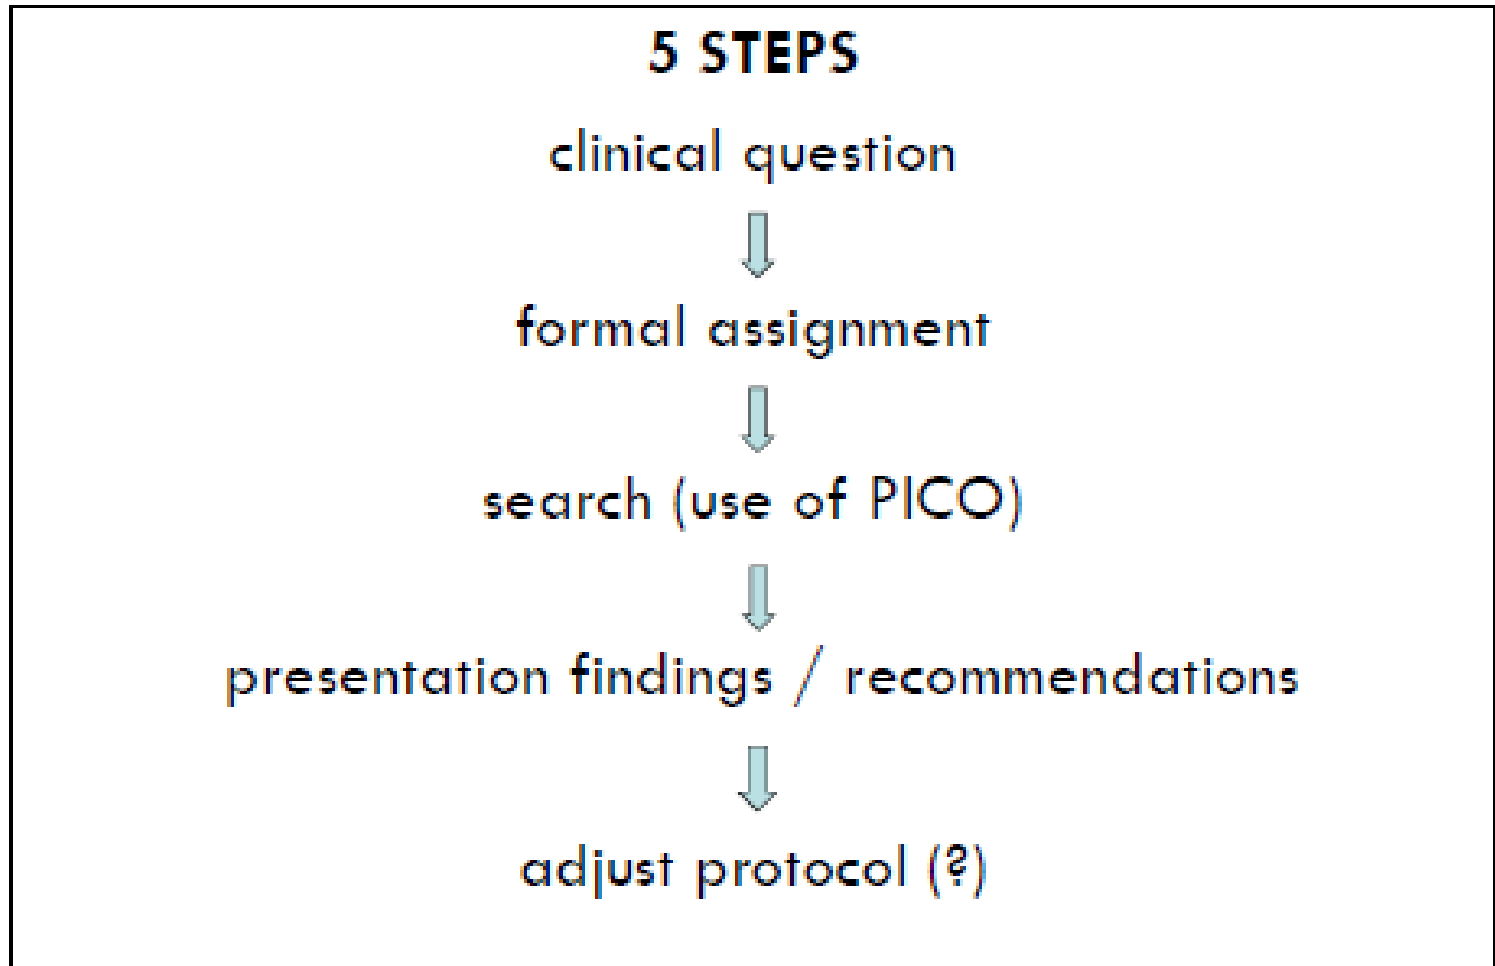 5 STEPS
clinical question
formal assignment
search (use of PICO)
presentation findings / recommendations
adjust protocol (?)